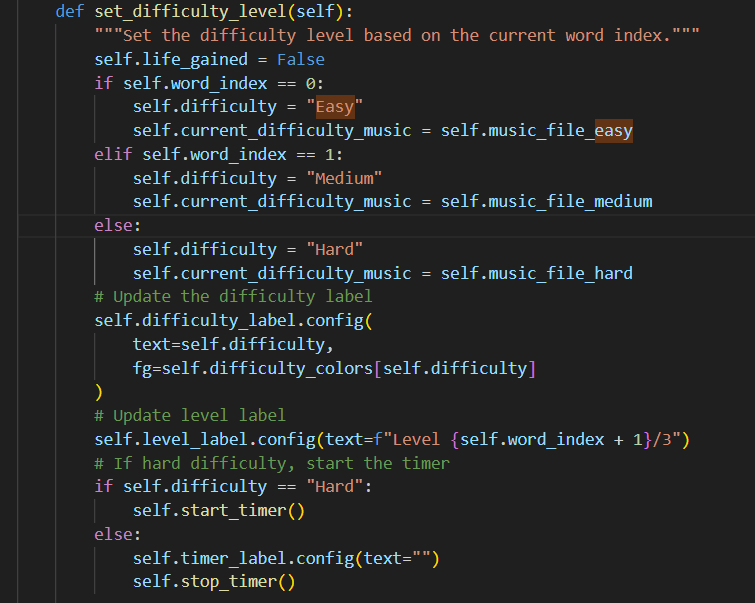 def set_difficulty_level(self):
"""Set the difficulty level based on the current word index."""
self.life_gained = False
if self.word_index == 0:
self.difficulty = "Easy"
self.current_difficulty_music = self.music_file_easy
elif self.word_index == 1:
self.difficulty = "Medium"
self.current_difficulty_music = self.music_file_medium
else:
self.difficulty = "Hard"
self.current_difficulty_music = self.music_file_hard
# Update the difficulty label
self.difficulty_label.config(
text=self.difficulty,
fg=self.difficulty_colors[self.difficulty]
)
# Update level label
self.level_label.config(text=f"Level {self.word_index + 1}/3")
# If hard difficulty, start the timer
if self.difficulty == "Hard":
self.start_timer()
else:
self.timer_label.config(text="")
self.stop_timer()